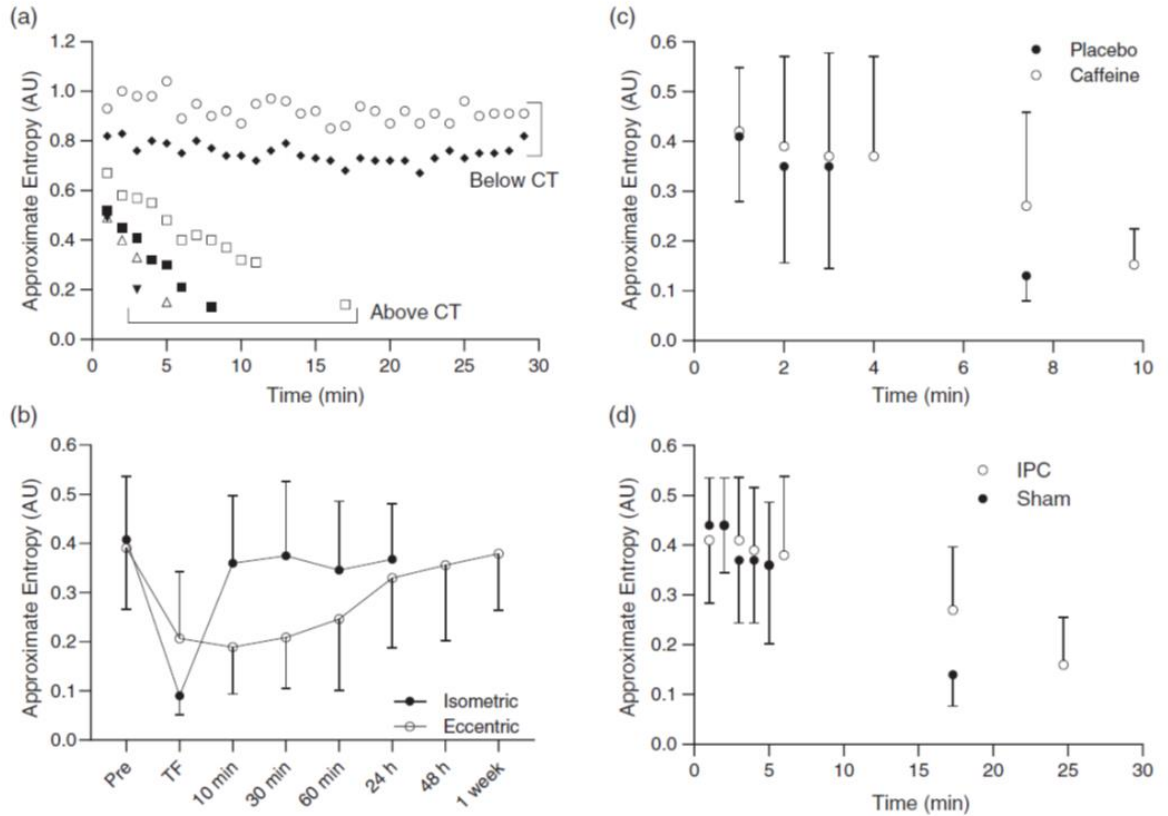 (a)
Approximate Entropy (AU)
1.2
1.0
0.8
0.6
0.4
0.2
0.0
Below CT
Above CT
0 5 10 15 20 25 30
Time (min)
(b)
Approximate Entropy (AU)
0.6
0.5
0.4
0.3
0.2
0.1
0.0
Isometric
Eccentric
Pre TF 10 min 30 min 60 min 24 h 48 h 1 week
(c)
Approximate Entropy (AU)
0.6
0.5
0.4
0.3
0.2
0.1
0.0
Placebo
Caffeine
0 2 4 6 8 10
Time (min)
(d)
Approximate Entropy (AU)
0.6
0.5
0.4
0.3
0.2
0.1
0.0
IPC
Sham
0 5 10 15 20 25 30
Time (min)